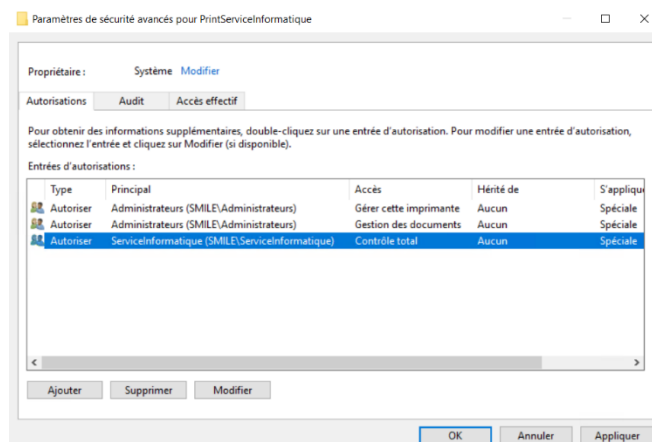 Paramètres de sécurité avancés pour PrintServiceInformatique
Propriétaire : Système Modifier
Autorisations Audit Accès effectif
Pour obtenir des informations supplémentaires, double-cliquez sur une entrée d'autorisation. Pour modifier une entrée d'autorisation,
sélectionnez l'entrée et cliquez sur Modifier (si disponible).
Entrées d'autorisations :
Type Principal Accès Hérité de S'applique
Autoriser Administrateurs (SMILE\Administrateurs) Gérer cette imprimante Aucun Spéciale
Autoriser Administrateurs (SMILE\Administrateurs) Gestion des documents Aucun Spéciale
Autoriser ServiceInformatique (SMILE\ServiceInformatique) Contrôle total Aucun Spéciale
Ajouter Supprimer Modifier
OK Annuler Appliquer